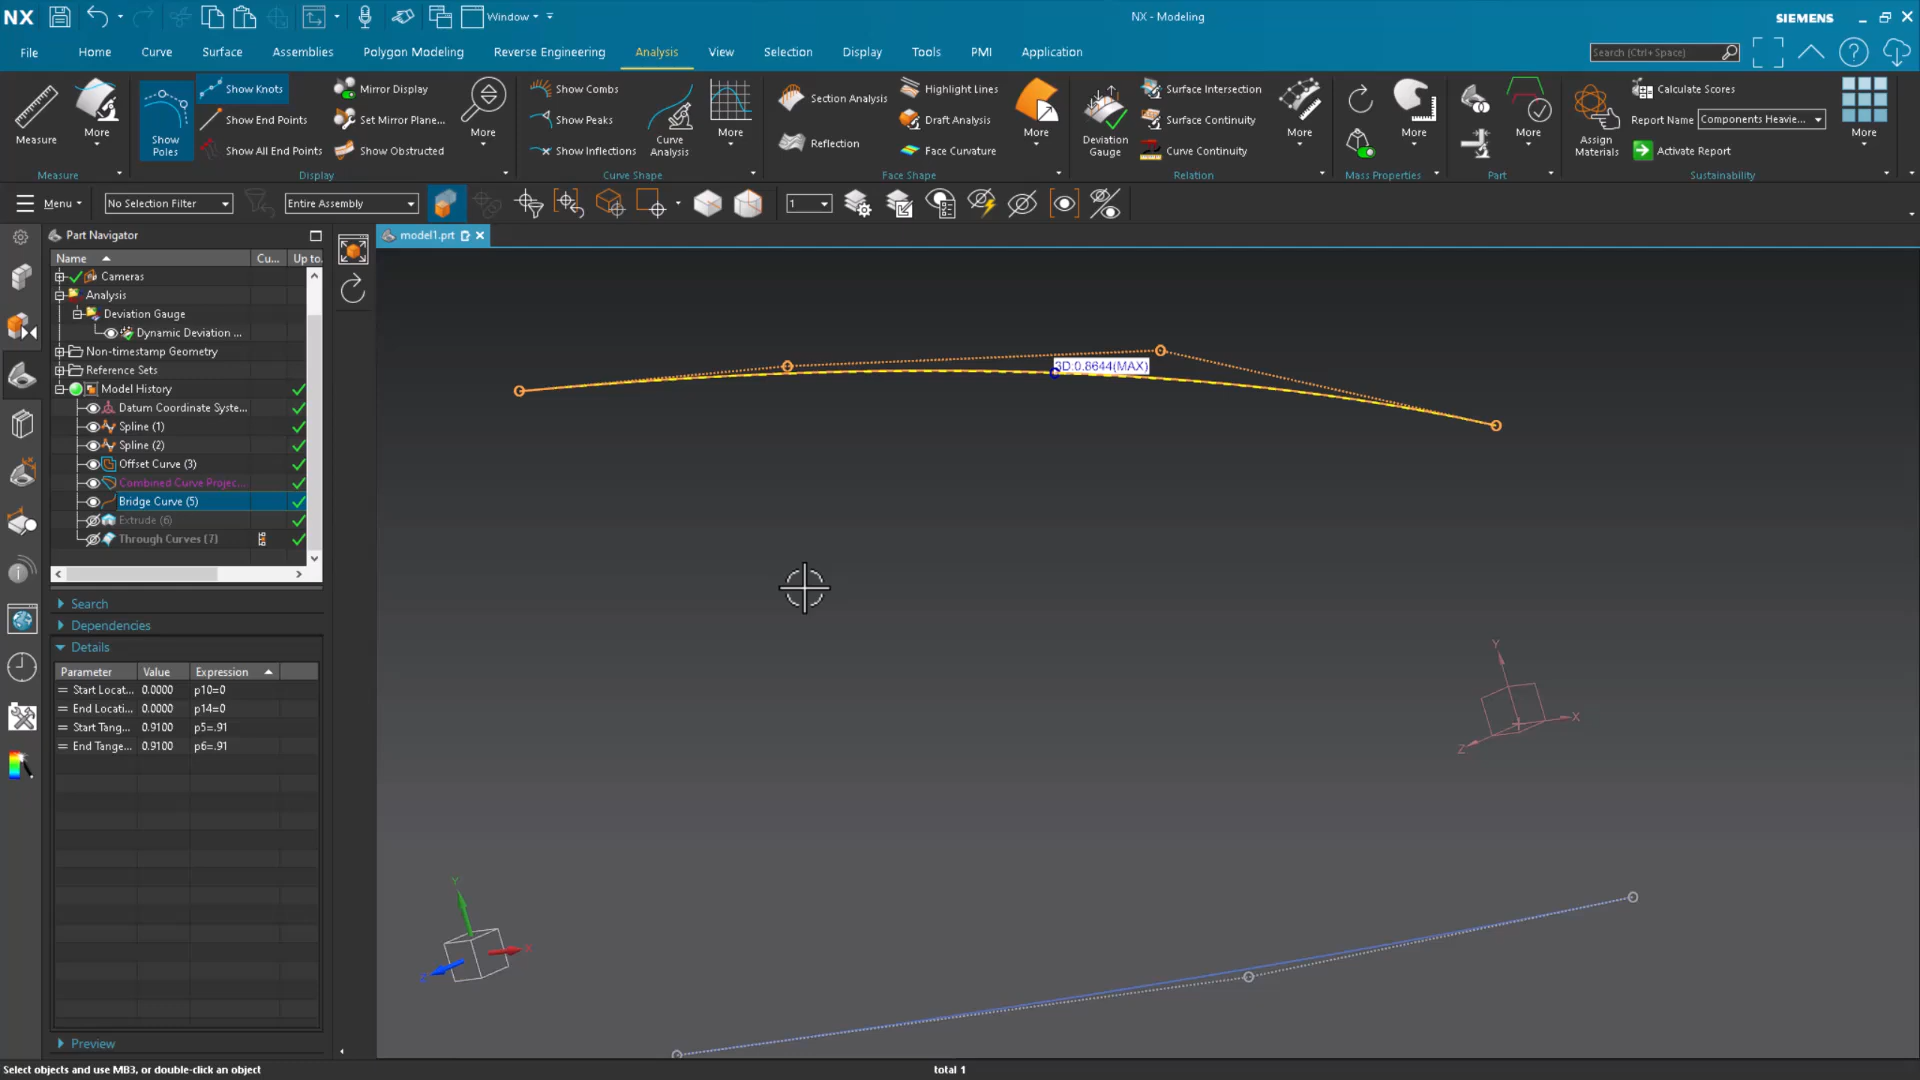 NX
Window
NX - Modeling
SIEMENS
File
Home
Curve
Surface
Assemblies
Polygon Modeling
Reverse Engineering
Analysis
View
Selection
Display
Tools
PMI
Application
Search (Ctrl+Space)
Measure
More
Measure
Show Poles
Show Knots
Show End Points
Show All End Points
Mirror Display
Set Mirror Plane...
Show Obstructed
More
Display
Show Combs
Show Peaks
Show Inflections
Curve Analysis
More
Curve Shape
Section Analysis
Reflection
Highlight Lines
Draft Analysis
Face Curvature
More
Face Shape
Deviation Gauge
Surface Intersection
Surface Continuity
Curve Continuity
More
Relation
More
Mass Properties
More
Part
Assign Materials
Calculate Scores
Report Name
Components Heavie...
Activate Report
More
Sustainability
Menu
No Selection Filter
Entire Assembly
1
Part Navigator
model1.prt
Name
Cu...
Up to
Cameras
Analysis
Deviation Gauge
Dynamic Deviation ...
Non-timestamp Geometry
Reference Sets
Model History
Datum Coordinate Syste...
Spline (1)
Spline (2)
Offset Curve (3)
Combined Curve Projec...
Bridge Curve (5)
Extrude (6)
Through Curves (7)
Search
Dependencies
Details
Parameter Value Expression
= Start Locat... 0.0000 p10=0
= End Locati... 0.0000 p14=0
= Start Tang... 0.9100 p5=.91
= End Tange... 0.9100 p6=.91
Preview
3D:0.8644(MAX)
Y
X
Z
Y
X
Select objects and use MB3, or double-click an object
total 1